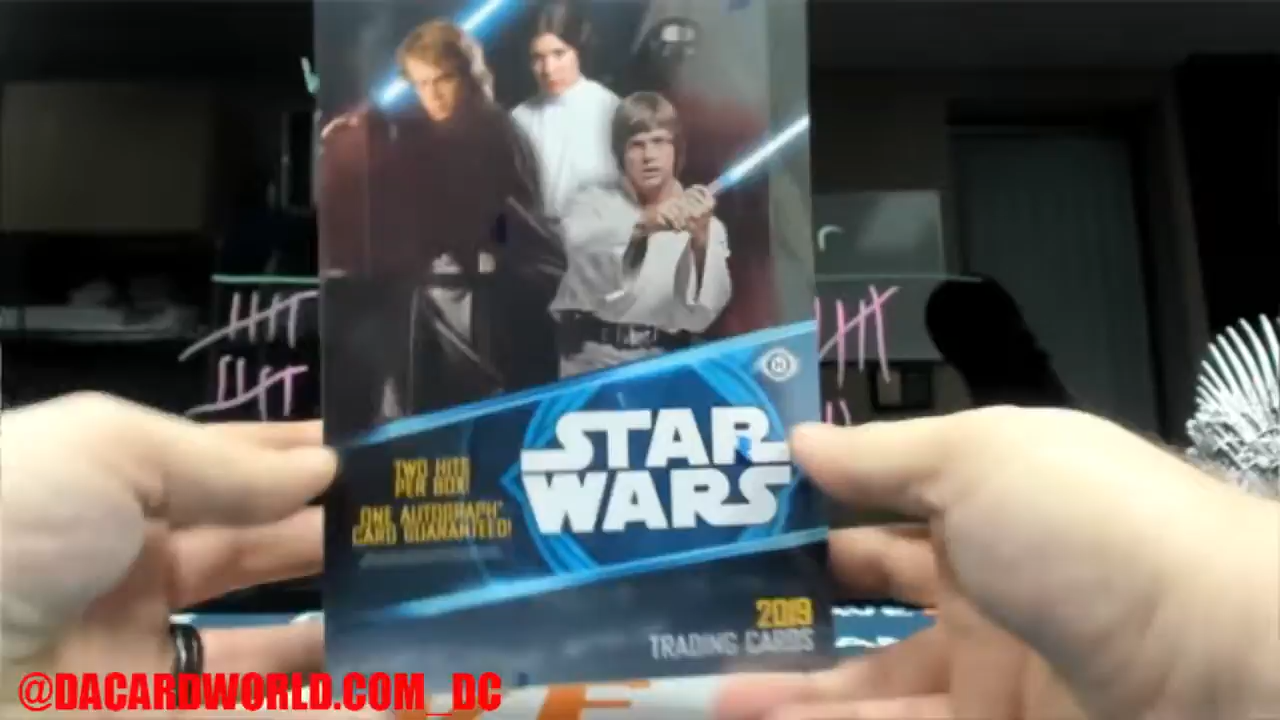 STAR
WARS
TWO HITS
PER BOX!
ONE AUTOGRAPH
CARD GUARANTEED!
2019
TRADING CARDS
@DACARDWORLD.COM_DC